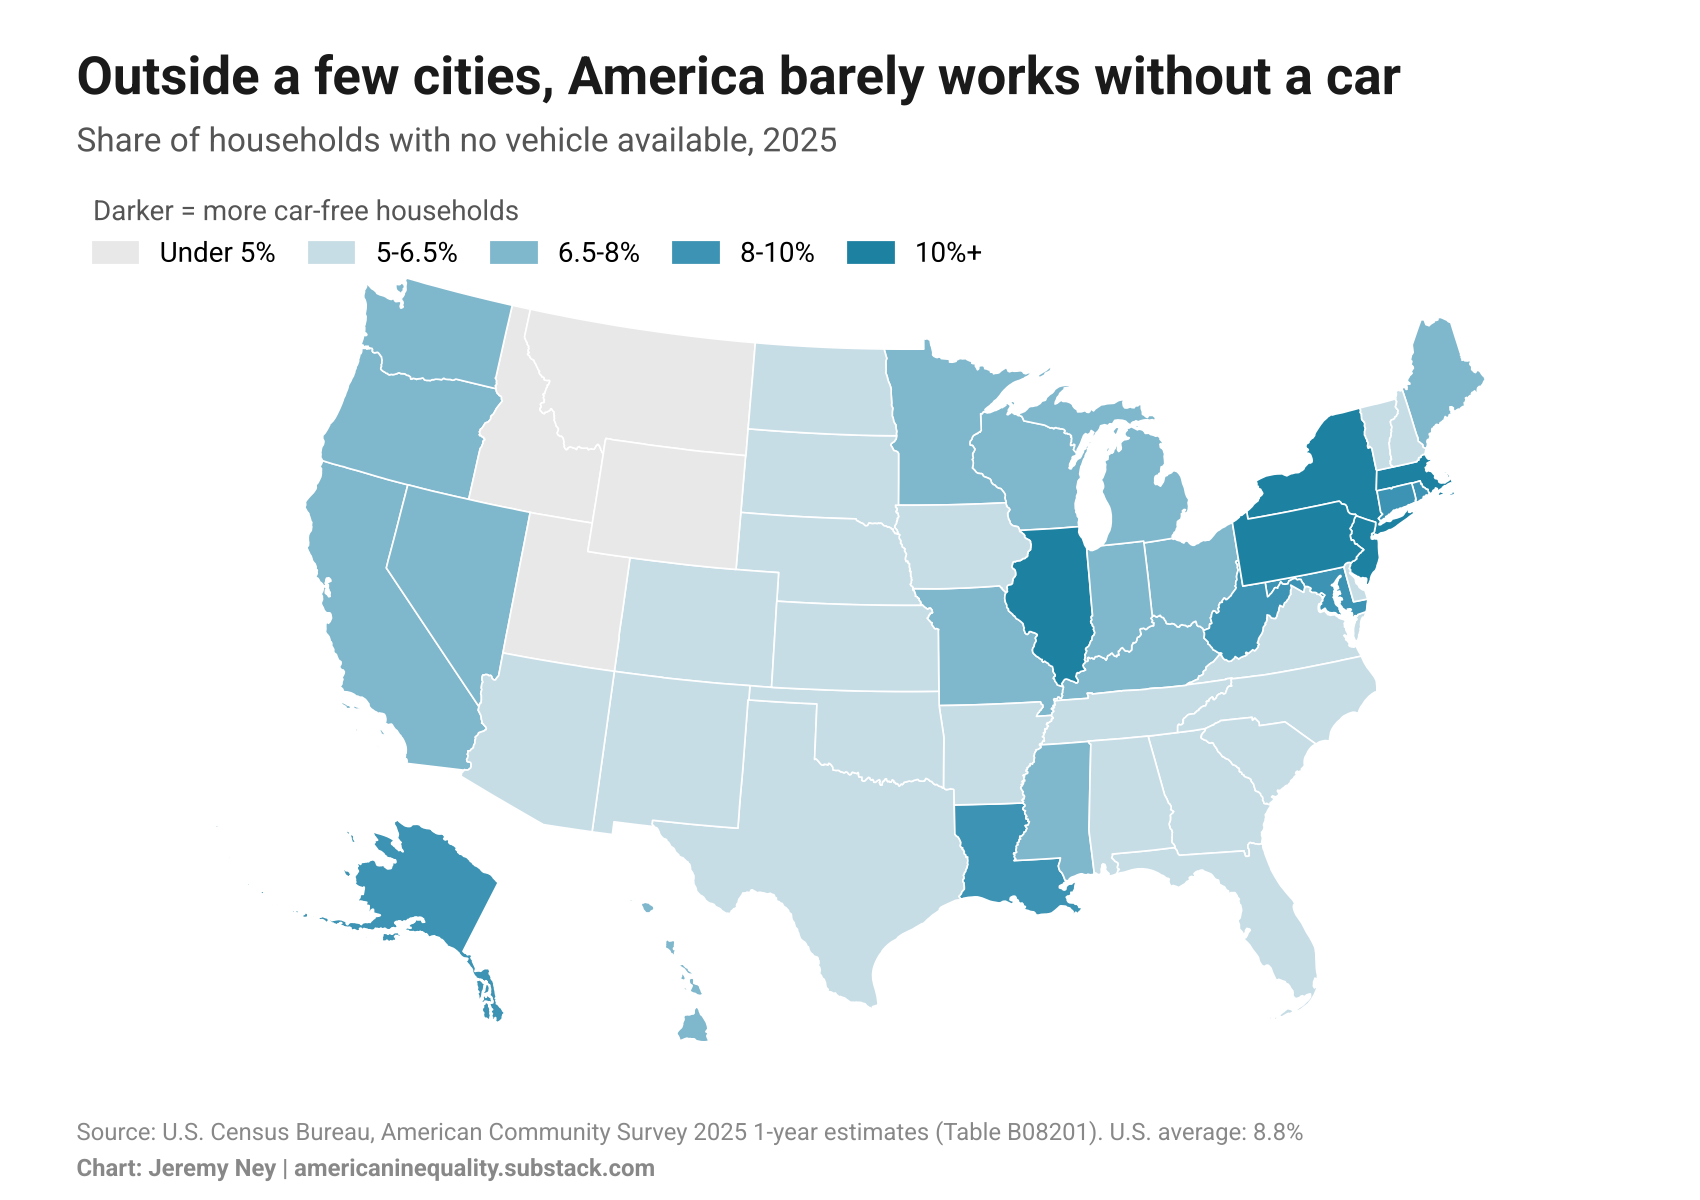 Outside a few cities, America barely works without a car
Share of households with no vehicle available, 2025
Darker = more car-free households
Under 5% 5-6.5% 6.5-8% 8-10% 10%+
Source: U.S. Census Bureau, American Community Survey 2025 1-year estimates (Table B08201). U.S. average: 8.8%
Chart: Jeremy Ney | americaninequality.substack.com